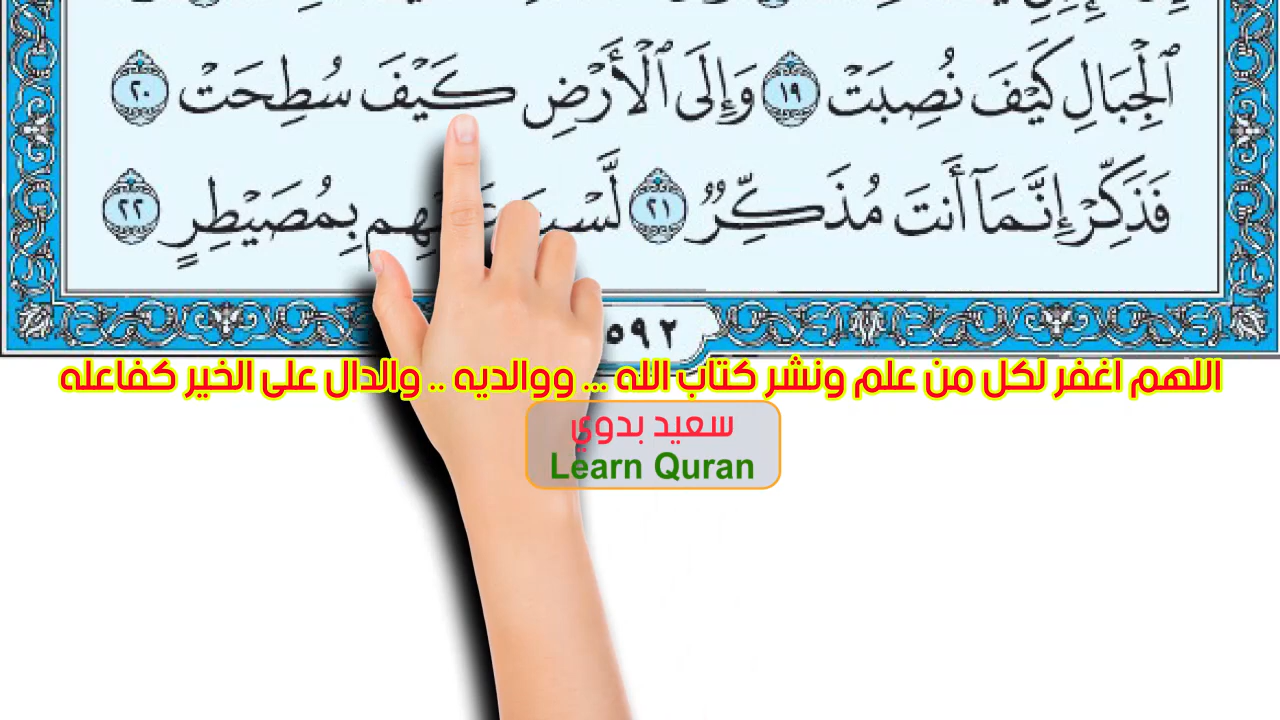 ٱلْجِبَالِ كَيْفَ نُصِبَتْ ١٩ وَإِلَى ٱلْأَرْضِ كَيْفَ سُطِحَتْ ٢٠
فَذَكِّرْ إِنَّمَآ أَنتَ مُذَكِّرٌ ٢١ لَّسْتَ بِمُصَيْطِرٍ ٢٢
٥٩٢
اللهم اغفر لكل من علم ونشر كتاب الله ... ووالديه .. والدال على الخير كفاعله
سعيد بدوي
Learn Quran